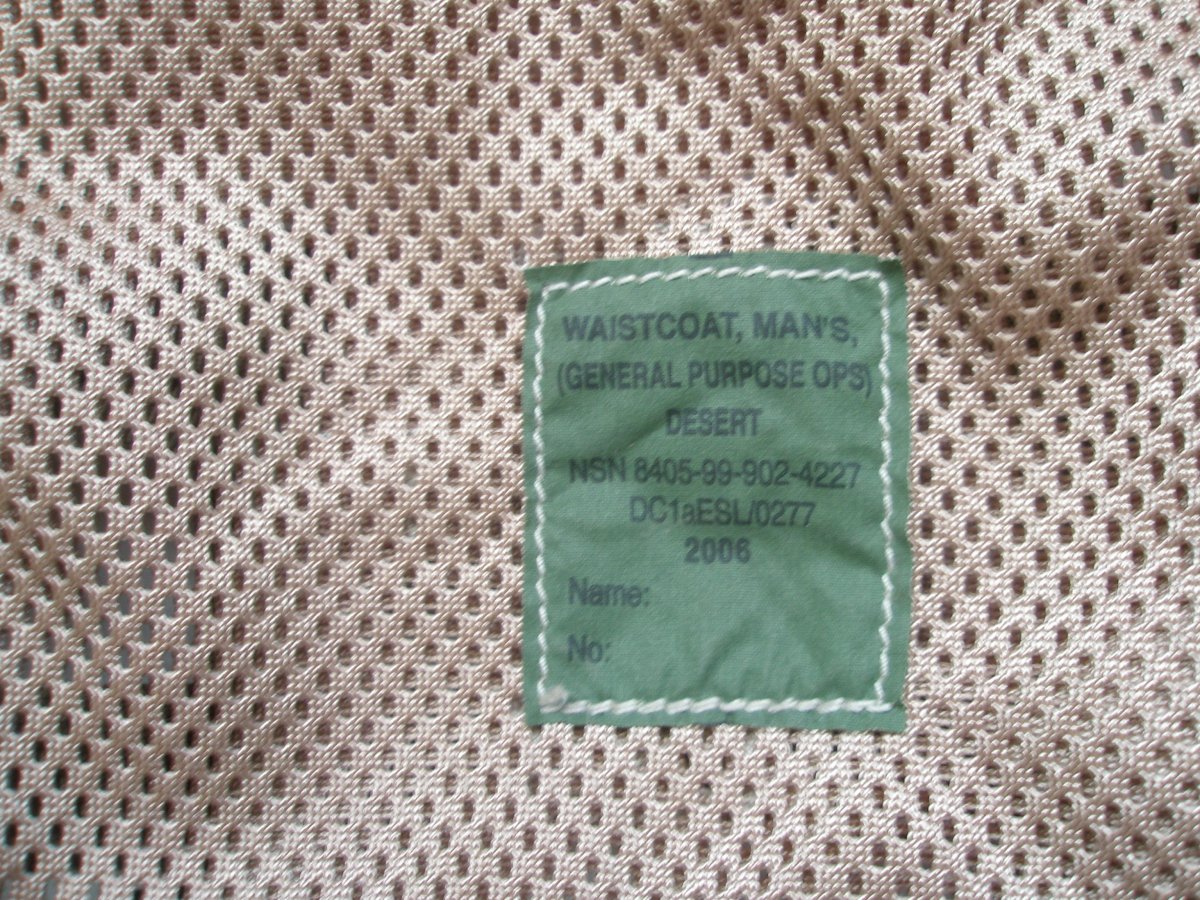 WAISTCOAT, MAN'S,
(GENERAL PURPOSE OPS)
DESERT
NSN 8405-99-902-4227
DC1aESL/0277
2006
Name:
No: